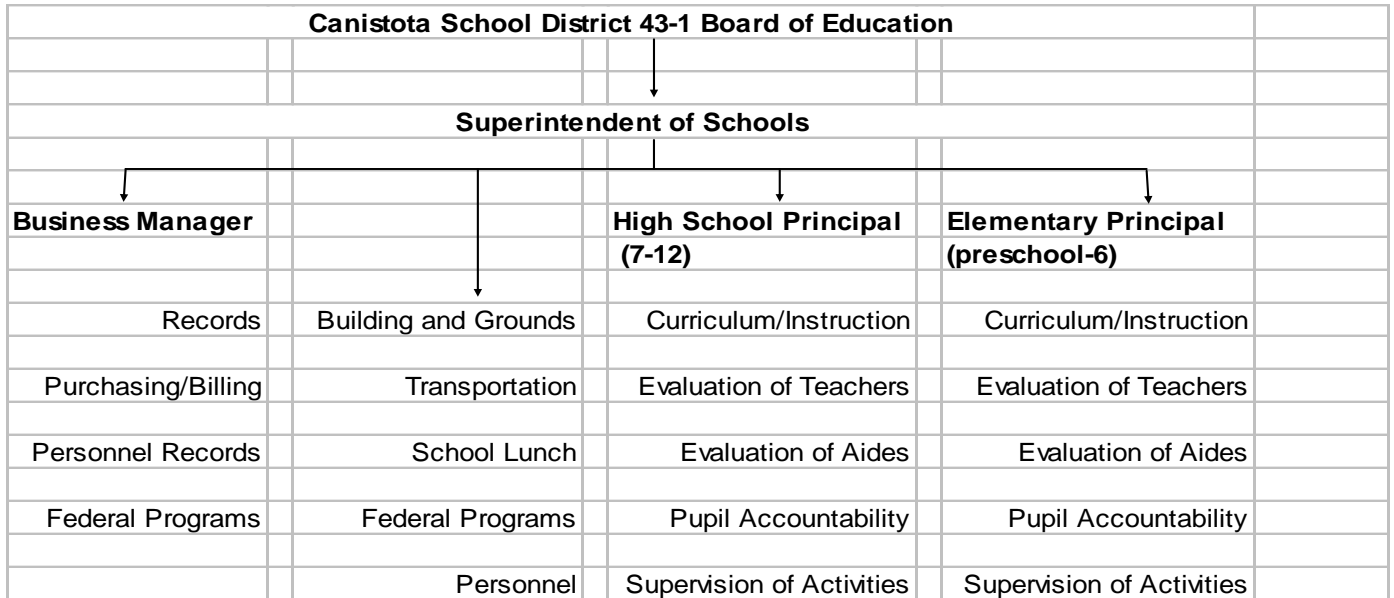 Canistota School District 43-1 Board of Education
Superintendent of Schools
Business Manager High School Principal Elementary Principal
(7-12) (preschool-6)
Records Building and Grounds Curriculum/Instruction Curriculum/Instruction
Purchasing/Billing Transportation Evaluation of Teachers Evaluation of Teachers
Personnel Records School Lunch Evaluation of Aides Evaluation of Aides
Federal Programs Federal Programs Pupil Accountability Pupil Accountability
Personnel Supervision of Activities Supervision of Activities